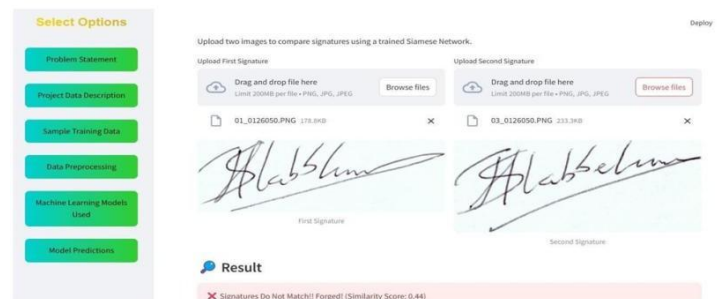 Select Options
Problem Statement
Project Data Description
Sample Training Data
Data Preprocessing
Machine Learning Models
Used
Model Predictions
Deploy
Upload two images to compare signatures using a trained Siamese Network.
Upload First Signature
Drag and drop file here
Limit 200MB per file • PNG, JPG, JPEG
Browse files
01_0126050.PNG 178.8KB
First Signature
Upload Second Signature
Drag and drop file here
Limit 200MB per file • PNG, JPG, JPEG
Browse files
03_0126050.PNG 233.3KB
Second Signature
Result
Signatures Do Not Match!! Forged! (Similarity Score: 0.44)